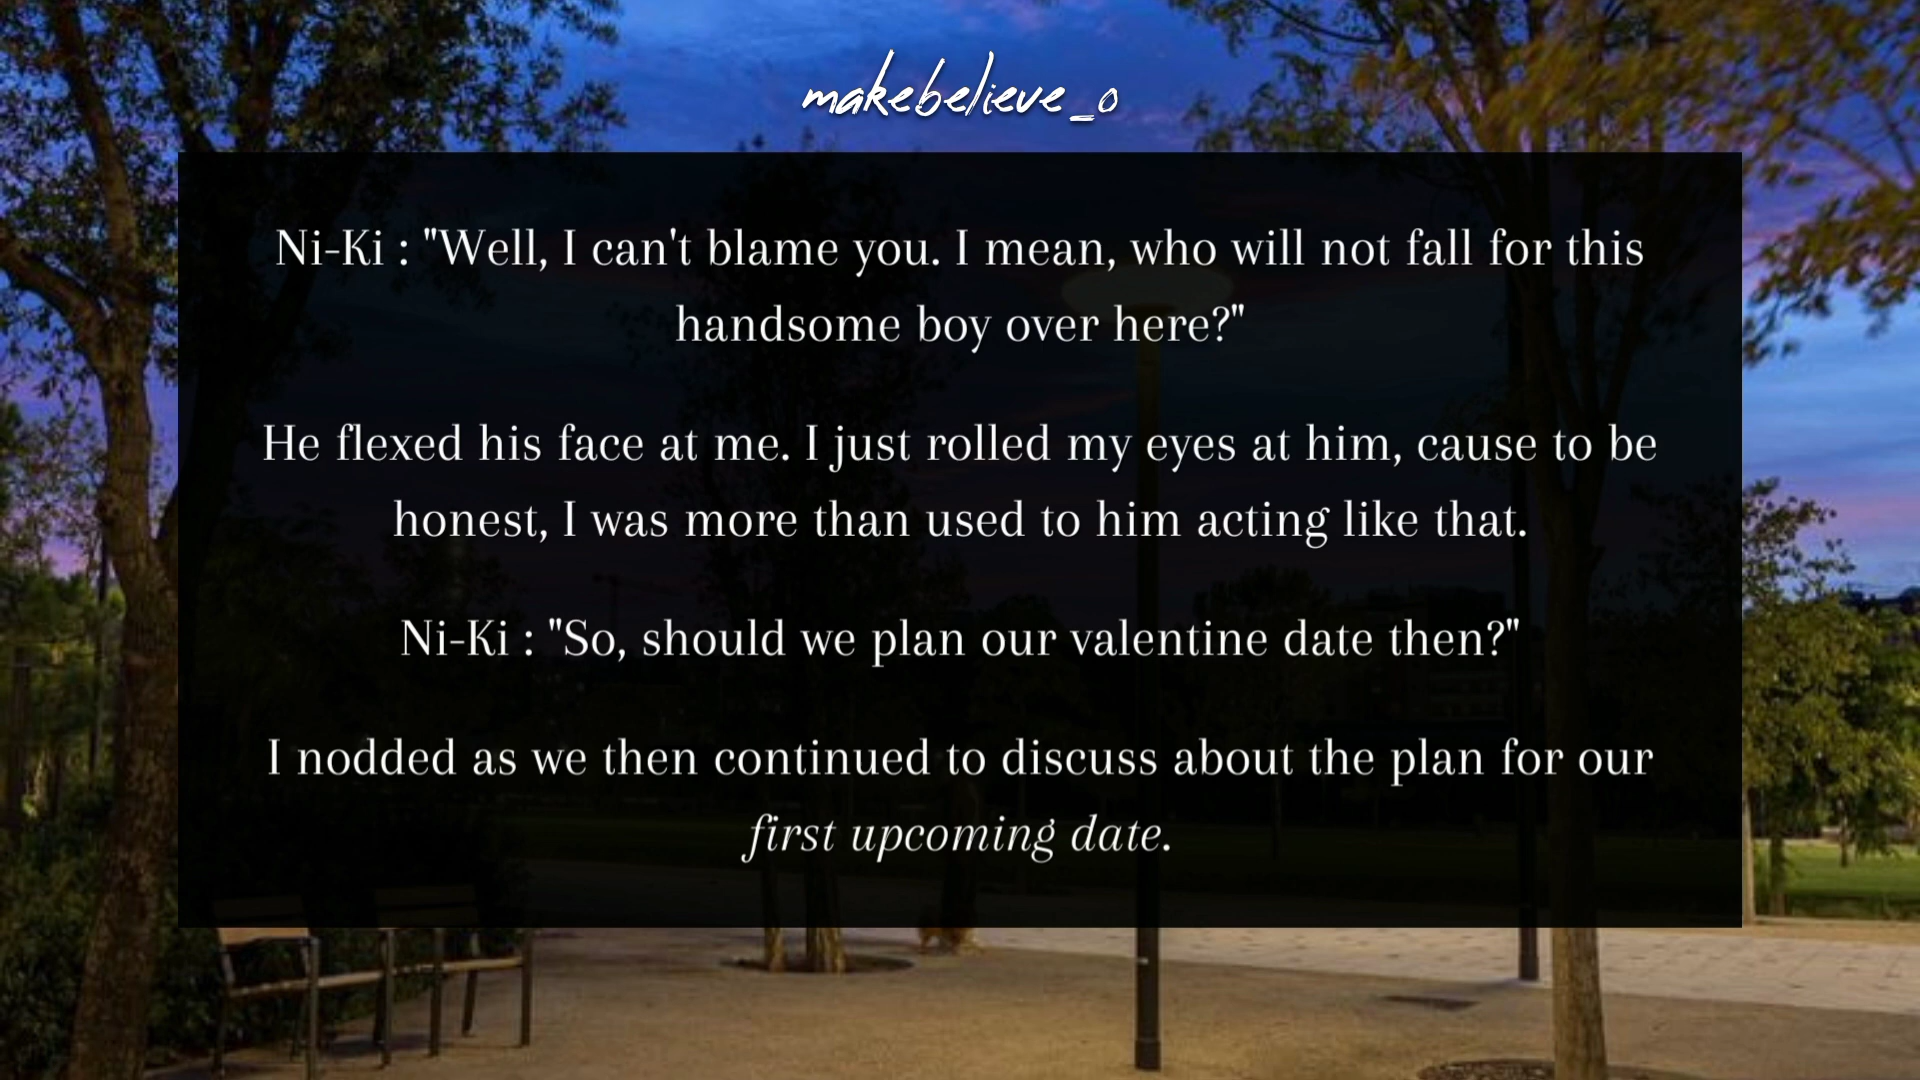 makebelieve_o
Ni-Ki : "Well, I can't blame you. I mean, who will not fall for this
handsome boy over here?"
He flexed his face at me. I just rolled my eyes at him, cause to be
honest, I was more than used to him acting like that.
Ni-Ki : "So, should we plan our valentine date then?"
I nodded as we then continued to discuss about the plan for our
first upcoming date.